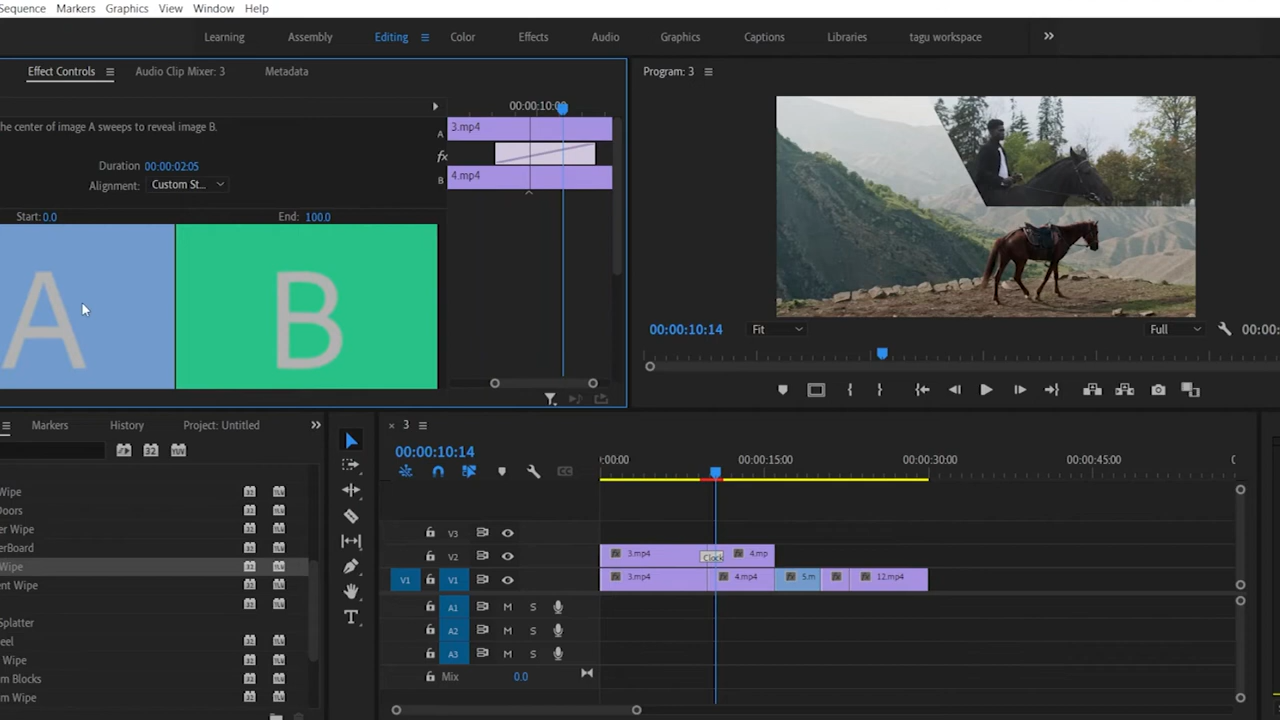 Sequence Markers Graphics View Window Help
Learning Assembly Editing Color Effects Audio Graphics Captions Libraries tagu workspace
Effect Controls Audio Clip Mixer: 3 Metadata
Program: 3
00:00:10:00
he center of image A sweeps to reveal image B.
A 3.mp4
fx
B 4.mp4
Duration 00:00:02:05
Alignment: Custom St...
Start: 0.0 End: 100.0
A B
00:00:10:14 Fit Full 00:00:
Markers History Project: Untitled
Wipe
Doors
er Wipe
erBoard
Wipe
ent Wipe
Splatter
eel
Wipe
m Blocks
m Wipe
3
00:00:10:14
:00:00 00:00:15:00 00:00:30:00 00:00:45:00
V3
V2 3.mp4 Clock 4.mp
V1 V1 3.mp4 4.mp4 5.m 12.mp4
A1 M S
A2 M S
A3 M S
Mix 0.0